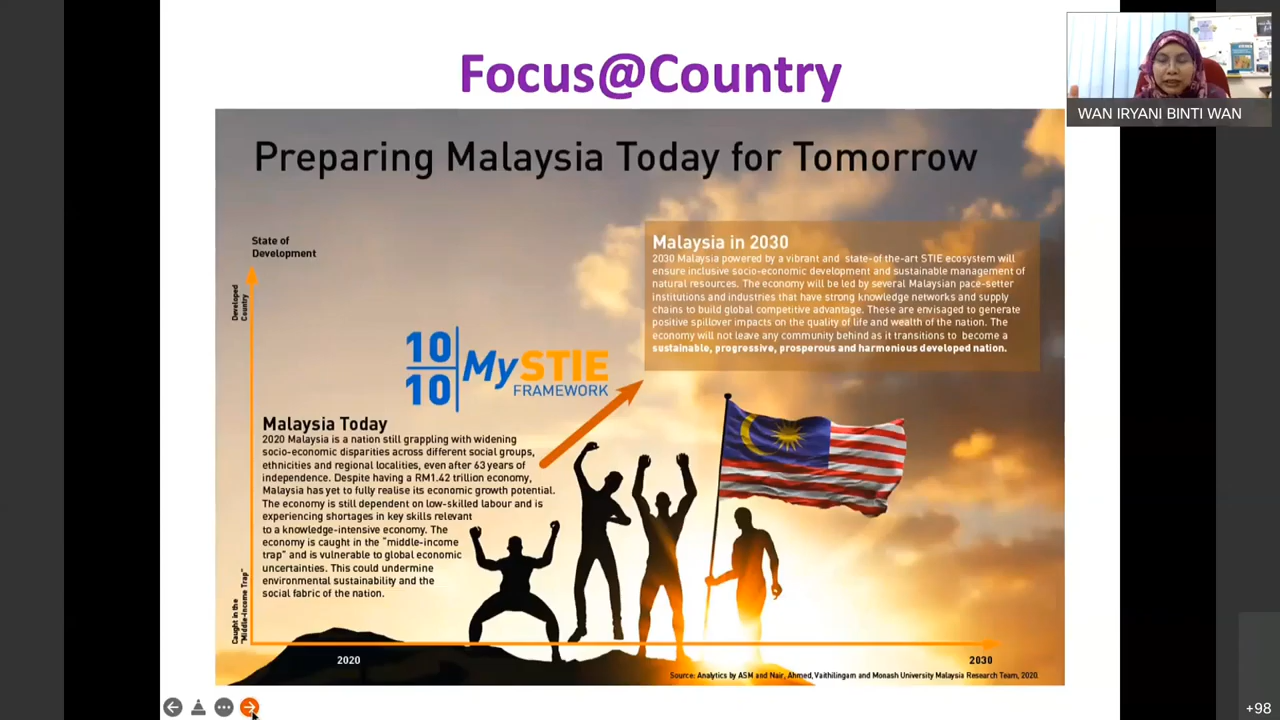 Focus@Country
WAN IRYANI BINTI WAN
Preparing Malaysia Today for Tomorrow
State of
Development
Developed
Country
Malaysia in 2030
2030 Malaysia powered by a vibrant and state-of the-art STIE ecosystem will
ensure inclusive socio-economic development and sustainable management of
natural resources. The economy will be led by several Malaysian pace-setter
institutions and industries that have strong knowledge networks and supply
chains to build global competitive advantage. These are envisaged to generate
positive spillover impacts on the quality of life and wealth of the nation. The
economy will not leave any community behind as it transitions to become a
sustainable, progressive, prosperous and harmonious developed nation.
10
10
MySTIE
FRAMEWORK
Malaysia Today
2020 Malaysia is a nation still grappling with widening
socio-economic disparities across different social groups,
ethnicities and regional localities, even after 63 years of
independence. Despite having a RM1.42 trillion economy,
Malaysia has yet to fully realise its economic growth potential.
The economy is still dependent on low-skilled labour and is
experiencing shortages in key skills relevant
to a knowledge-intensive economy. The
economy is caught in the "middle-income
trap" and is vulnerable to global economic
uncertainties. This could undermine
environmental sustainability and the
social fabric of the nation.
Caught in the
"Middle-Income Trap"
2020
2030
Source: Analytics by ASM and Nair, Ahmed, Vaithilingam and Monash University Malaysia Research Team, 2020.
+98